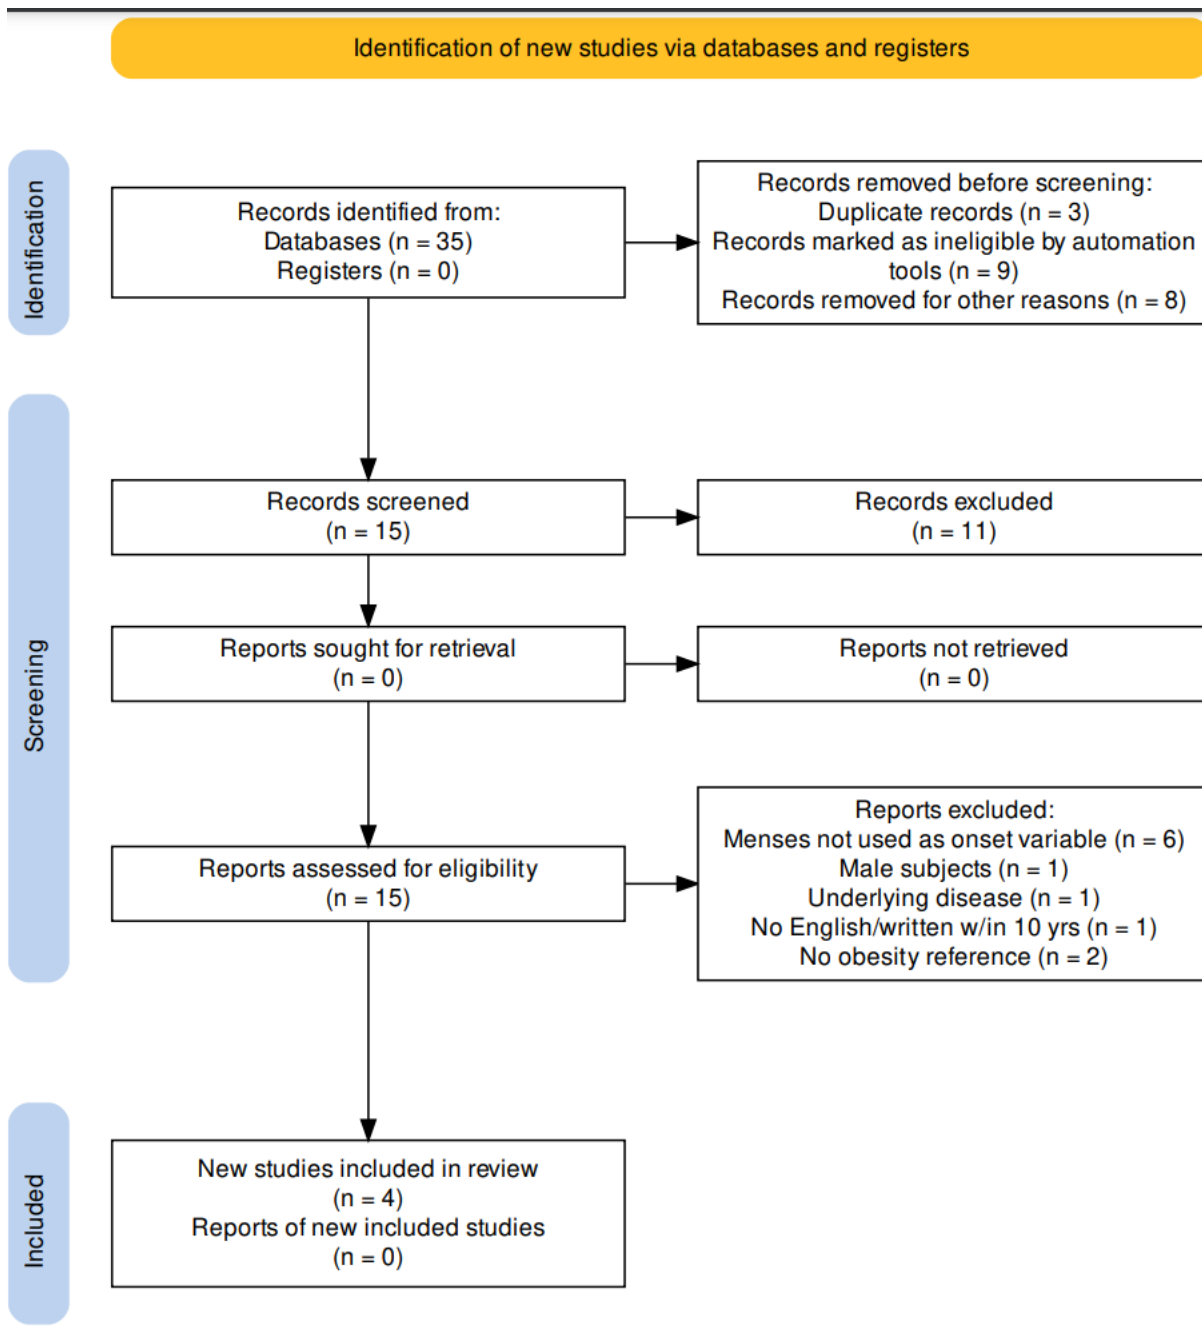 Identification of new studies via databases and registers
Identification
Records identified from:
Databases (n = 35)
Registers (n = 0)
Records removed before screening:
Duplicate records (n = 3)
Records marked as ineligible by automation
tools (n = 9)
Records removed for other reasons (n = 8)
Screening
Records screened
(n = 15)
Records excluded
(n = 11)
Reports sought for retrieval
(n = 0)
Reports not retrieved
(n = 0)
Reports assessed for eligibility
(n = 15)
Reports excluded:
Menses not used as onset variable (n = 6)
Male subjects (n = 1)
Underlying disease (n = 1)
No English/written w/in 10 yrs (n = 1)
No obesity reference (n = 2)
Included
New studies included in review
(n = 4)
Reports of new included studies
(n = 0)